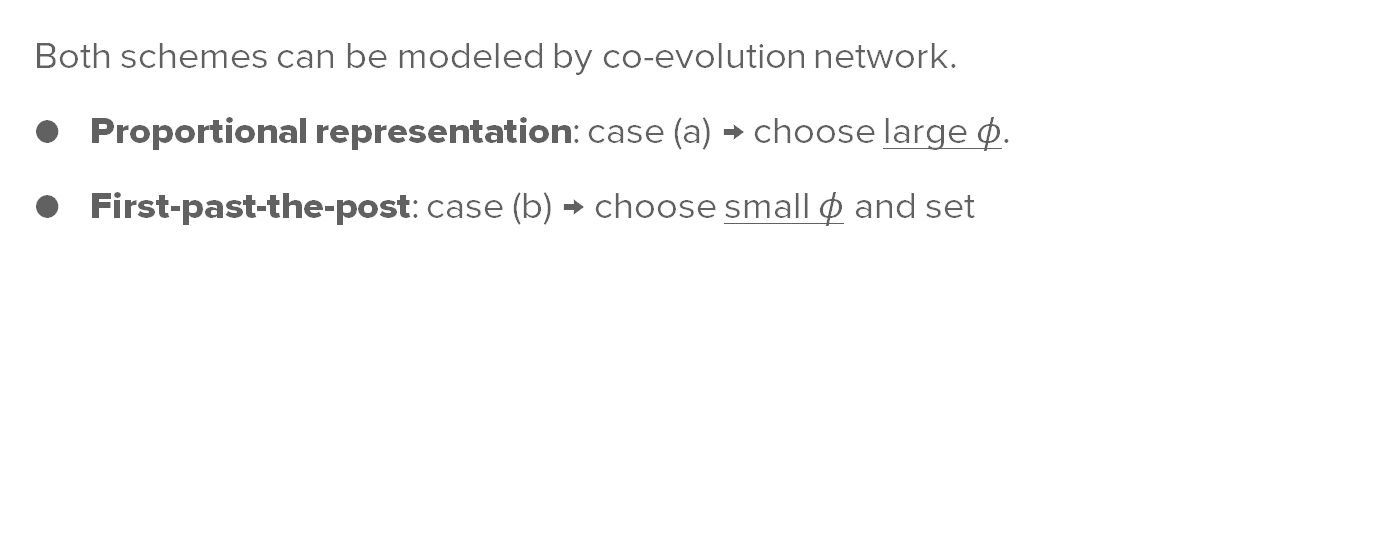 Both schemes can be modeled by co-evolution network.
● Proportional representation: case (a) → choose large ϕ.
● First-past-the-post: case (b) → choose small ϕ and set